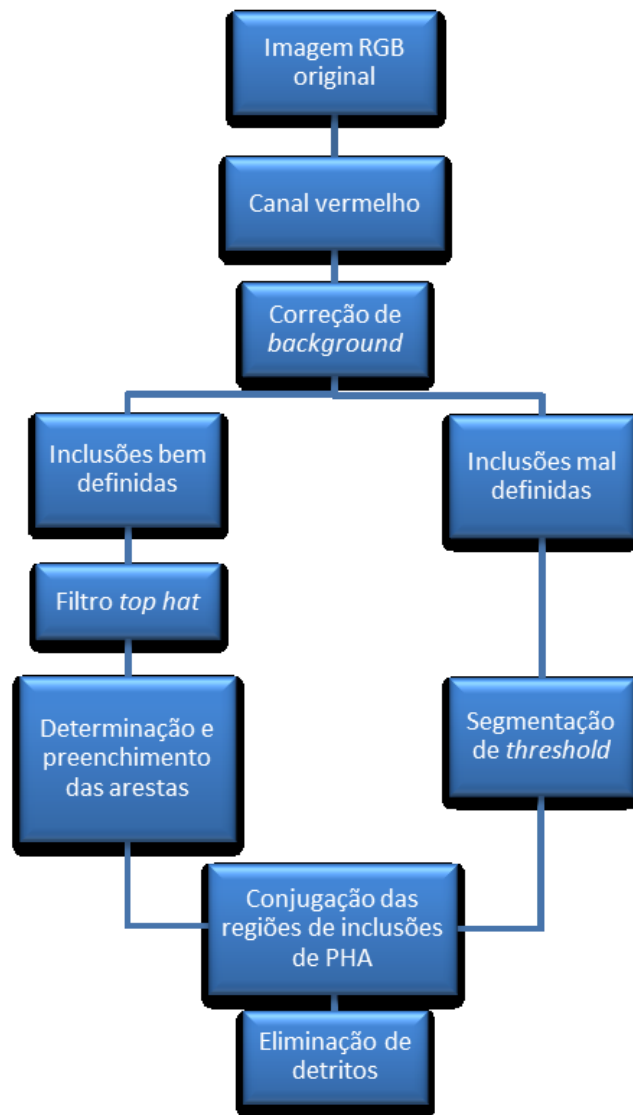 Imagem RGB
original
Canal vermelho
Correção de
background
Inclusões bem
definidas
Filtro top hat
Determinação e
preenchimento
das arestas
Inclusões mal
definidas
Segmentação
de threshold
Conjugação das
regiões de inclusões
de PHA
Eliminação de
detritos